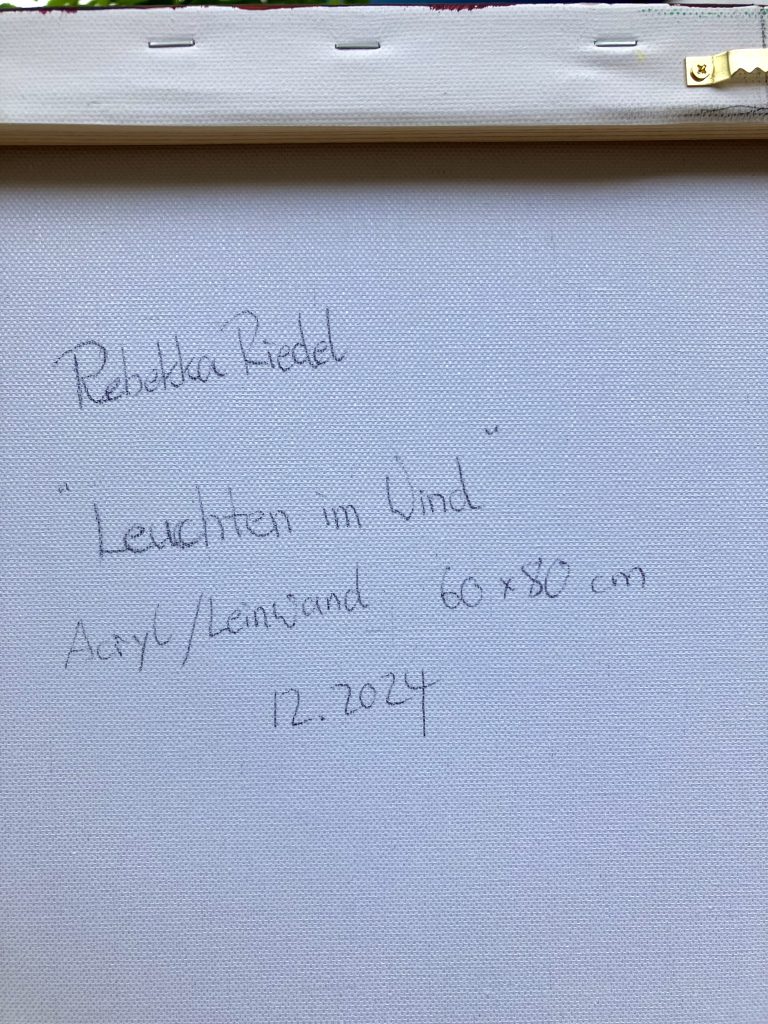 Rebekka Riedel
"Leuchten im Wind"
Acryl/Leinwand 60 x 80 cm
12.2024